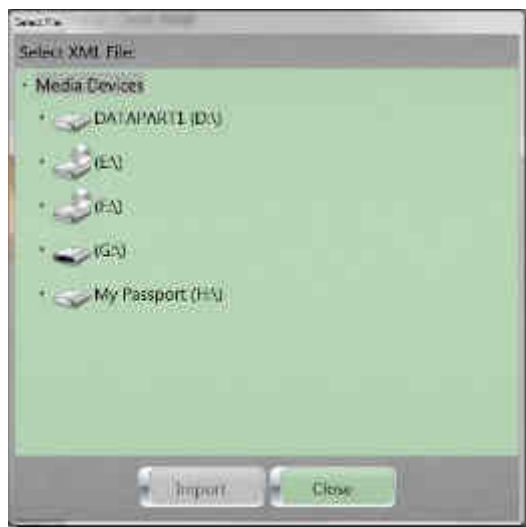 Select File
Select XML File:
Media Devices
DATAPART1 (D:\)
(E:\)
(F:\)
(G:\)
My Passport (H:\)
Import
Close